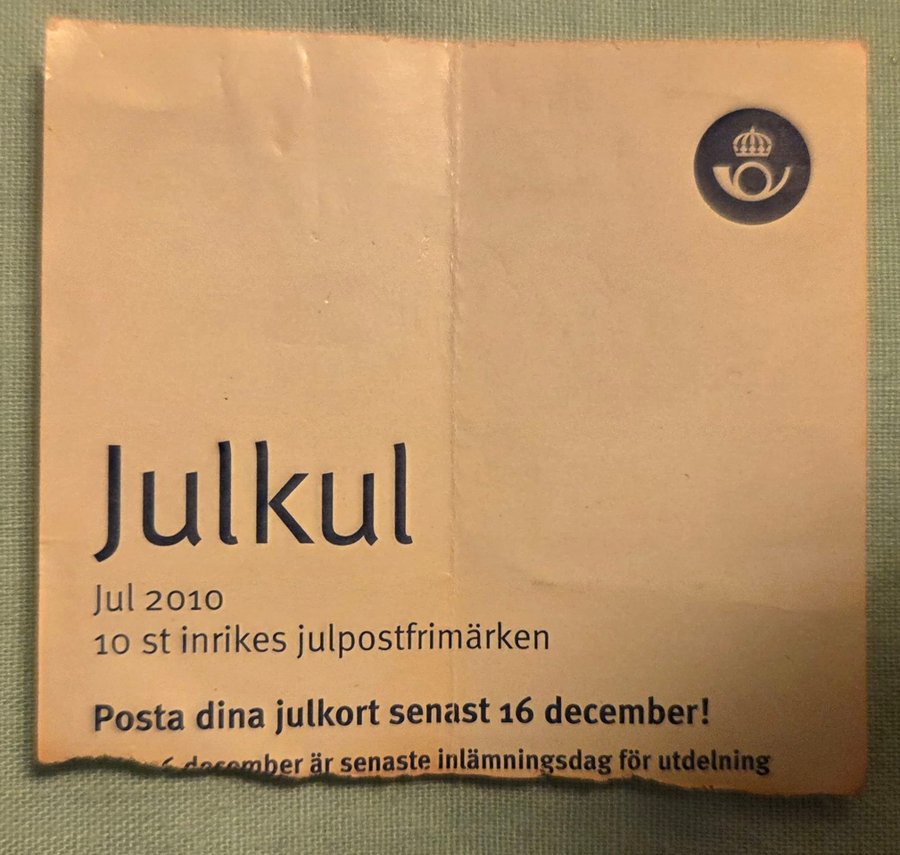 Julkul
Jul 2010
10 st inrikes julpostfrimärken
Posta dina julkort senast 16 december!
december är senaste inlämningsdag för utdelning